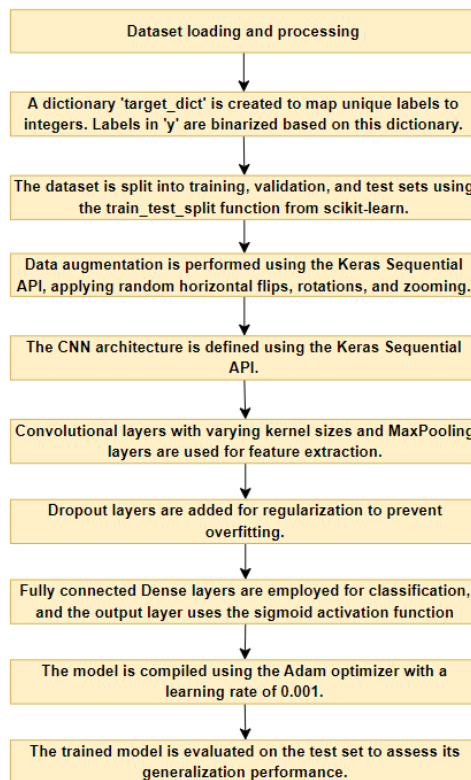 Dataset loading and processing
A dictionary 'target_dict' is created to map unique labels to
integers. Labels in 'y' are binarized based on this dictionary.
The dataset is split into training, validation, and test sets using
the train_test_split function from scikit-learn.
Data augmentation is performed using the Keras Sequential
API, applying random horizontal flips, rotations, and zooming.
The CNN architecture is defined using the Keras Sequential
API.
Convolutional layers with varying kernel sizes and MaxPooling
layers are used for feature extraction.
Dropout layers are added for regularization to prevent
overfitting.
Fully connected Dense layers are employed for classification,
and the output layer uses the sigmoid activation function
The model is compiled using the Adam optimizer with a
learning rate of 0.001.
The trained model is evaluated on the test set to assess its
generalization performance.